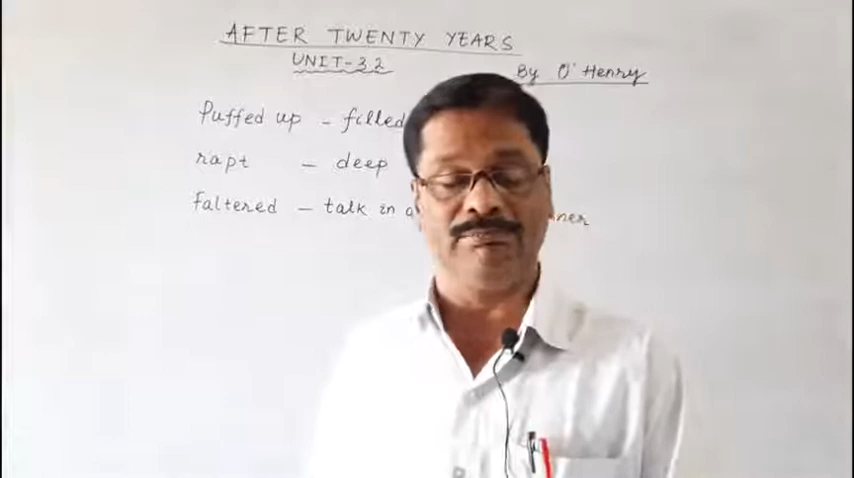 AFTER TWENTY YEARS
UNIT-32
By O' Henry
Puffed up - filled
rapt - deep
faltered - talk in a